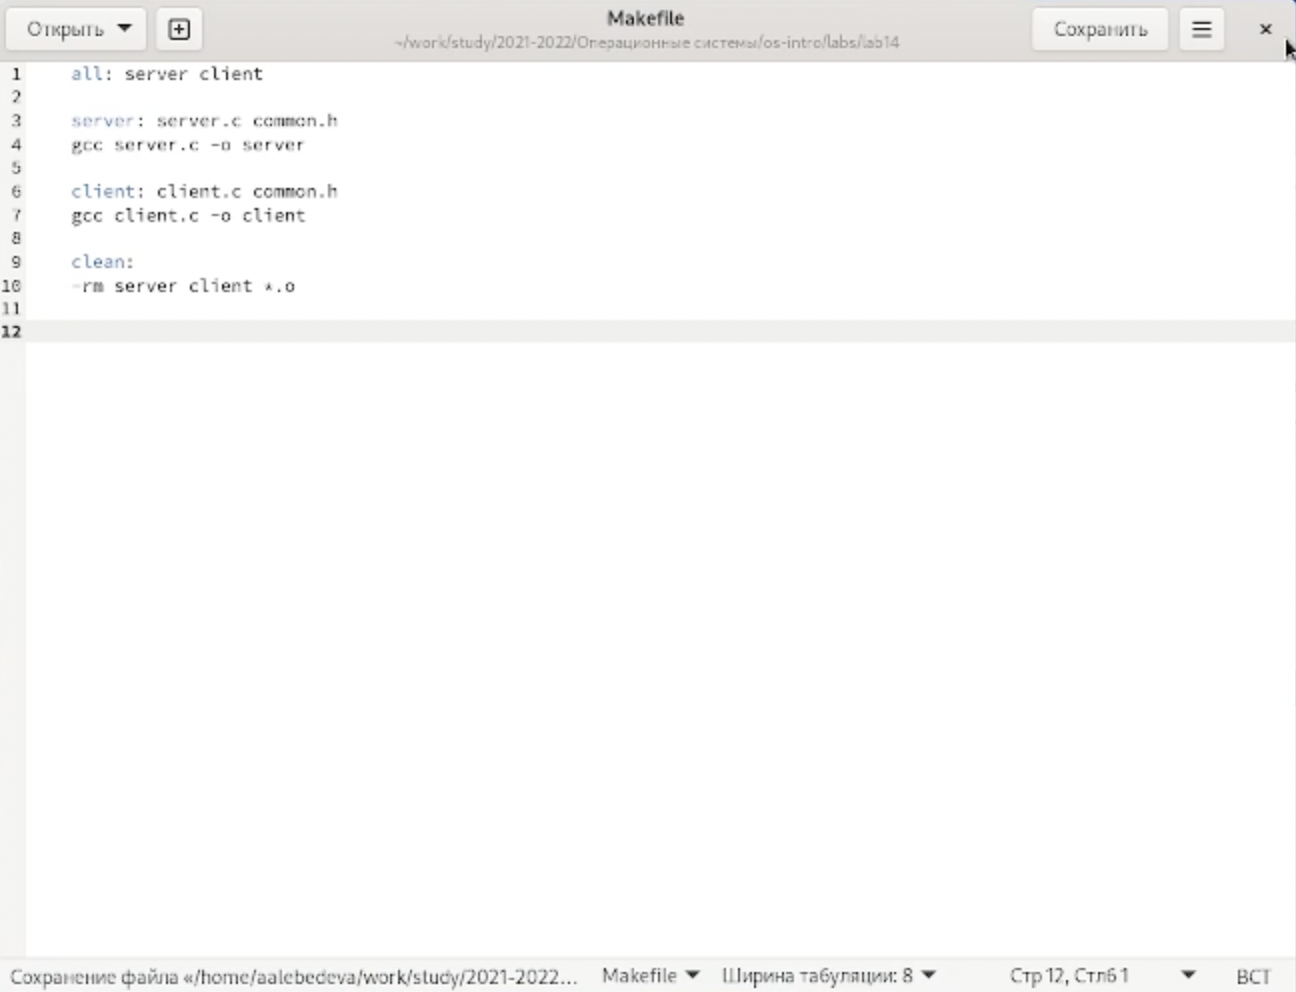 Открыть
Makefile
~/work/study/2021-2022/Операционные системы/os-intro/labs/lab14
Сохранить
1 all: server client
2
3 server: server.c common.h
4 gcc server.c -o server
5
6 client: client.c common.h
7 gcc client.c -o client
8
9 clean:
10 -rm server client *.o
11
12
Сохранение файла «/home/aalebedeva/work/study/2021-2022... Makefile Ширина табуляции: 8 Стр 12, Стлб 1 ВСТ